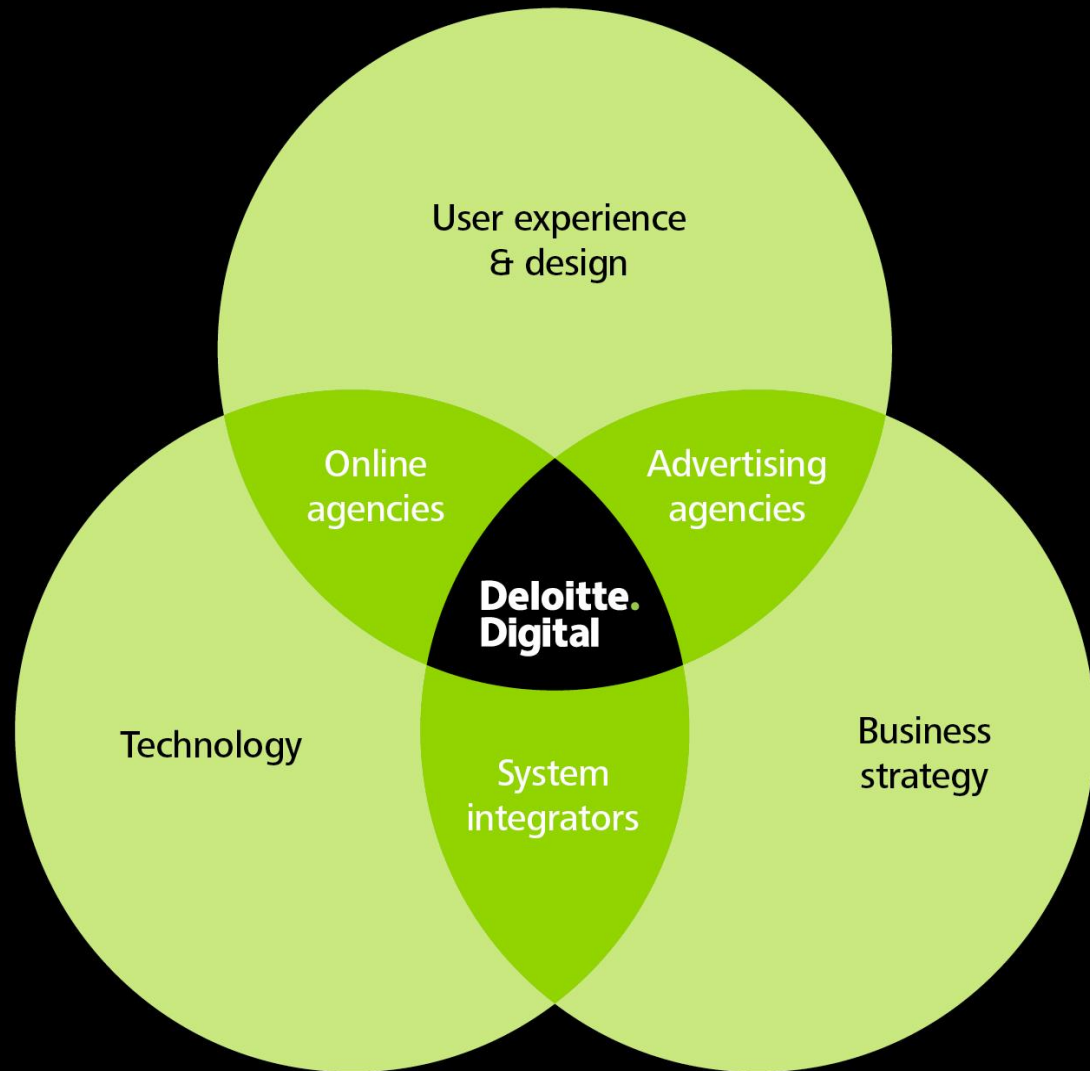 User experience
& design
Online
agencies
Advertising
agencies
Deloitte.
Digital
Technology
Business
strategy
System
integrators